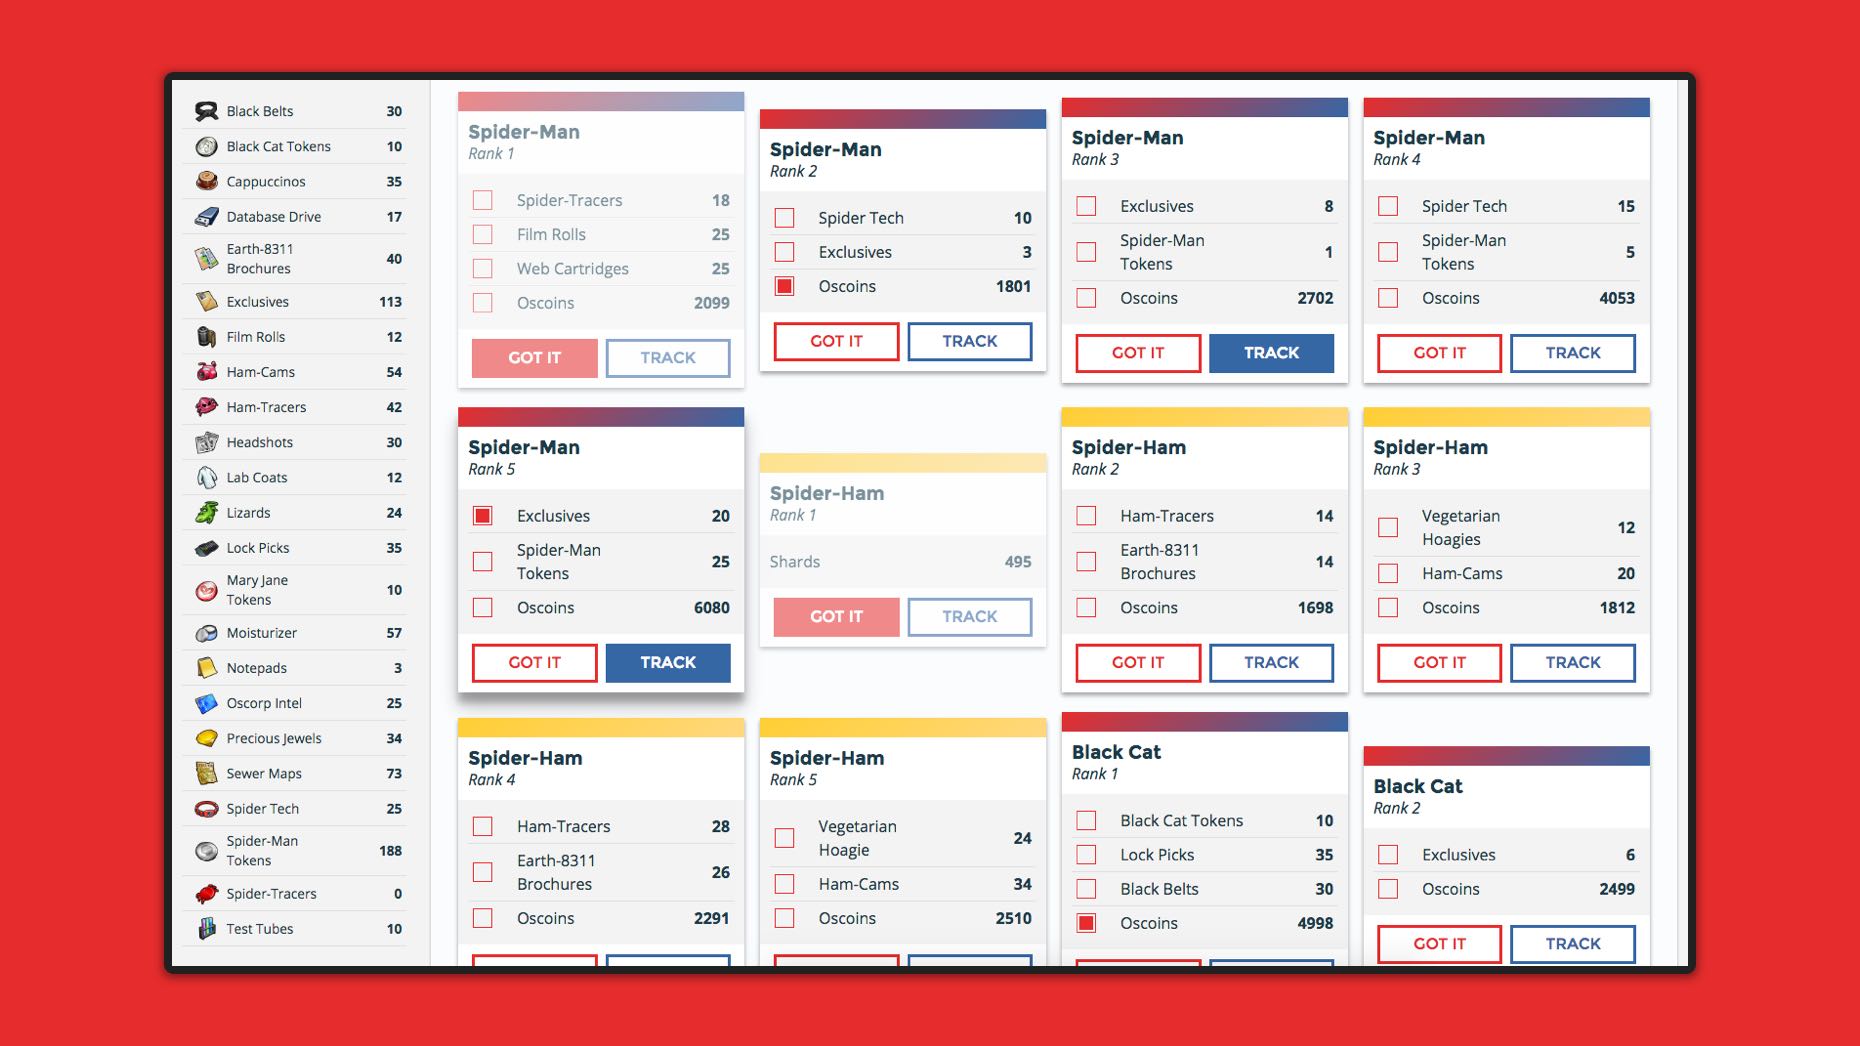 Black Belts 30
Black Cat Tokens 10
Cappuccinos 35
Database Drive 17
Earth-8311
Brochures 40
Exclusives 113
Film Rolls 12
Ham-Cams 54
Ham-Tracers 42
Headshots 30
Lab Coats 12
Lizards 24
Lock Picks 35
Mary Jane
Tokens 10
Moisturizer 57
Notepads 3
Oscorp Intel 25
Precious Jewels 34
Sewer Maps 73
Spider Tech 25
Spider-Man
Tokens 188
Spider-Tracers 0
Test Tubes 10
Spider-Man
Rank 1
Spider-Tracers 18
Film Rolls 25
Web Cartridges 25
Oscoins 2099
GOT IT TRACK
Spider-Man
Rank 2
Spider Tech 10
Exclusives 3
Oscoins 1801
GOT IT TRACK
Spider-Man
Rank 3
Exclusives 8
Spider-Man
Tokens 1
Oscoins 2702
GOT IT TRACK
Spider-Man
Rank 4
Spider Tech 15
Spider-Man
Tokens 5
Oscoins 4053
GOT IT TRACK
Spider-Man
Rank 5
Exclusives 20
Spider-Man
Tokens 25
Oscoins 6080
GOT IT TRACK
Spider-Ham
Rank 1
Shards 495
GOT IT TRACK
Spider-Ham
Rank 2
Ham-Tracers 14
Earth-8311
Brochures 14
Oscoins 1698
GOT IT TRACK
Spider-Ham
Rank 3
Vegetarian
Hoagies 12
Ham-Cams 20
Oscoins 1812
GOT IT TRACK
Spider-Ham
Rank 4
Ham-Tracers 28
Earth-8311
Brochures 26
Oscoins 2291
Spider-Ham
Rank 5
Vegetarian
Hoagie 24
Ham-Cams 34
Oscoins 2510
Black Cat
Rank 1
Black Cat Tokens 10
Lock Picks 35
Black Belts 30
Oscoins 4998
Black Cat
Rank 2
Exclusives 6
Oscoins 2499
GOT IT TRACK